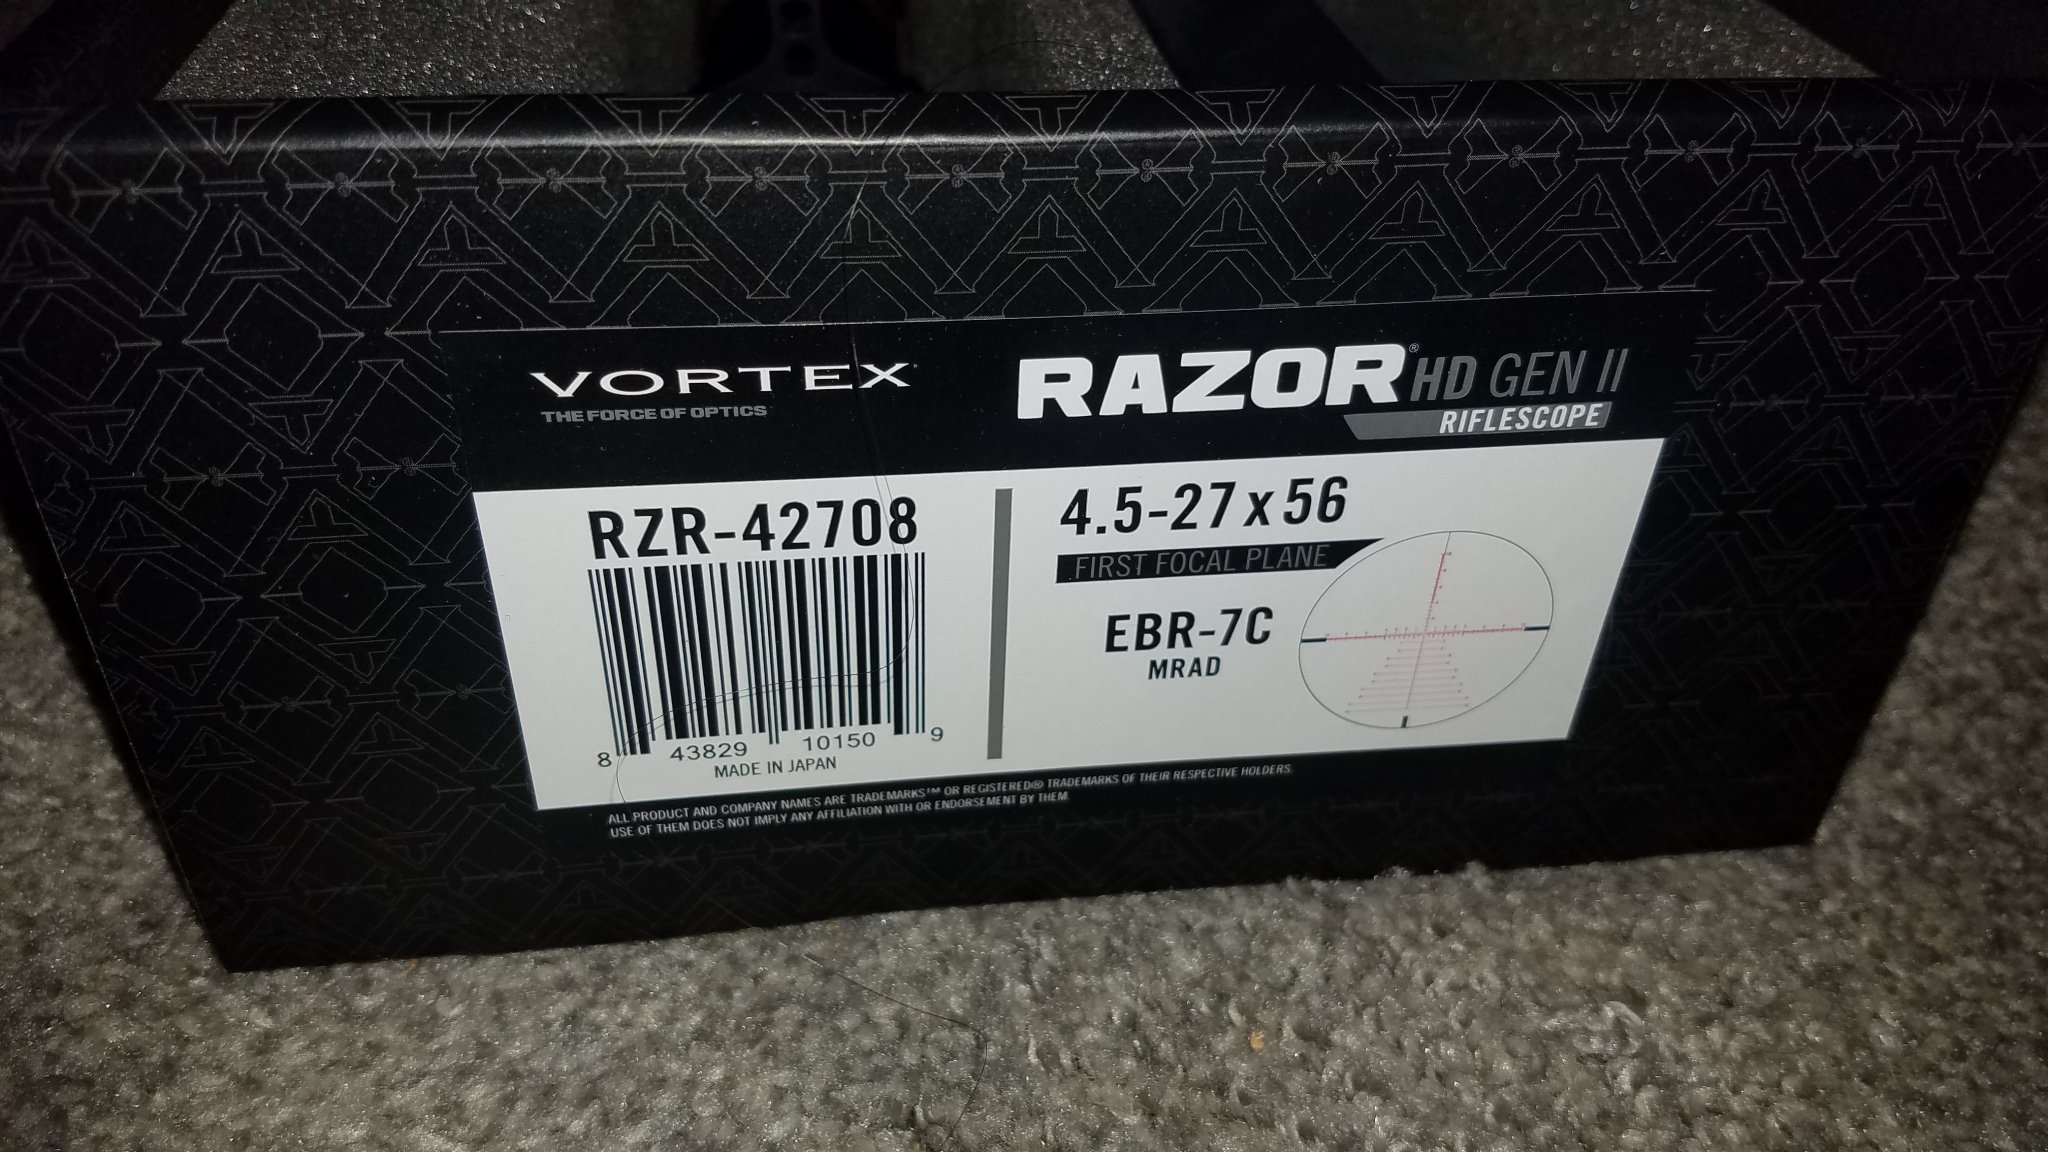 VORTEX
THE FORCE OF OPTICS
RAZOR® HD GEN II
RIFLESCOPE
RZR-42708
8 43829 10150 9
MADE IN JAPAN
4.5-27 x 56
FIRST FOCAL PLANE
EBR-7C
MRAD
ALL PRODUCT AND COMPANY NAMES ARE TRADEMARKS™ OR REGISTERED® TRADEMARKS OF THEIR RESPECTIVE HOLDERS.
USE OF THEM DOES NOT IMPLY ANY AFFILIATION WITH OR ENDORSEMENT BY THEM.